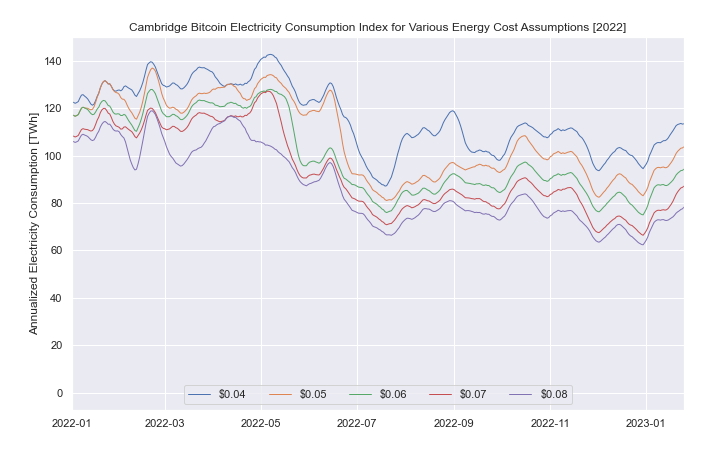 Cambridge Bitcoin Electricity Consumption Index for Various Energy Cost Assumptions [2022]
Annualized Electricity Consumption [TWh]
140
120
100
80
60
40
20
0
$0.04 $0.05 $0.06 $0.07 $0.08
2022-01 2022-03 2022-05 2022-07 2022-09 2022-11 2023-01